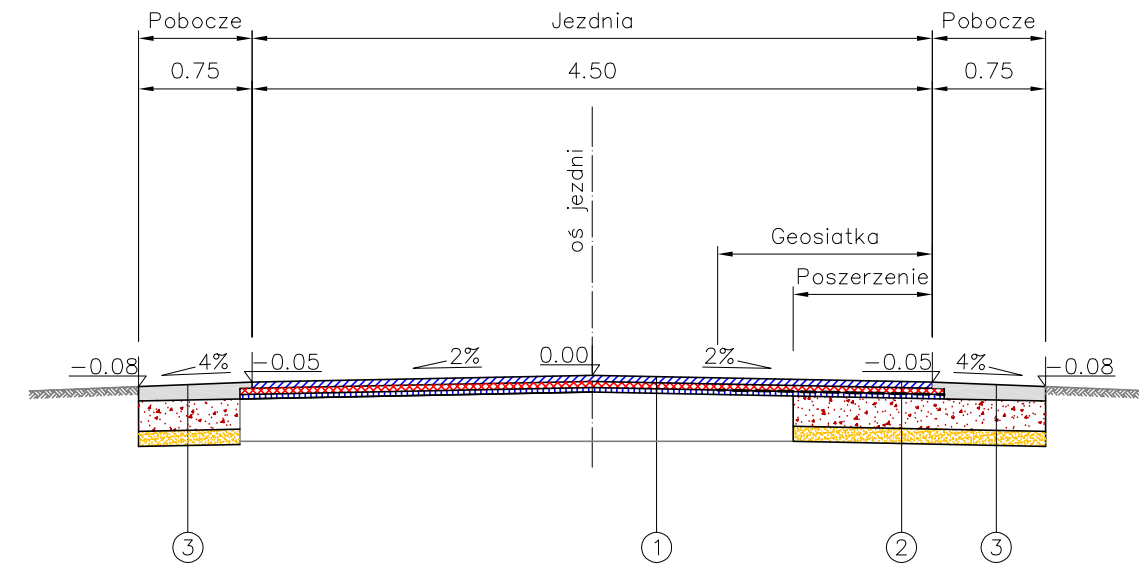 Pobocze
Jezdnia
Pobocze
0.75
4.50
0.75
oś jezdni
Geosiatka
Poszerzenie
-0.08
4%
-0.05
2%
0.00
2%
-0.05
4%
-0.08
3
1
2
3